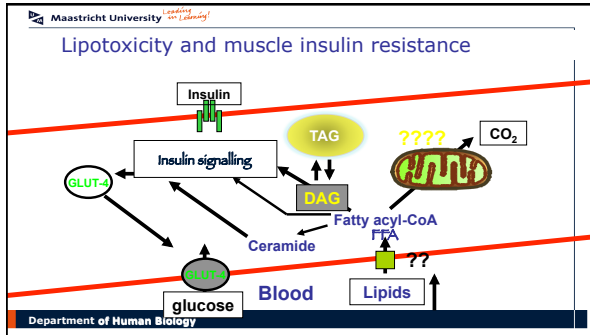 Maastricht University Leading in Learning!
Lipotoxicity and muscle insulin resistance
Insulin
TAG
????
CO2
Insulin signalling
GLUT-4
DAG
Fatty acyl-CoA
FFA
Ceramide
GLUT-4
??
glucose
Blood
Lipids
Department of Human Biology